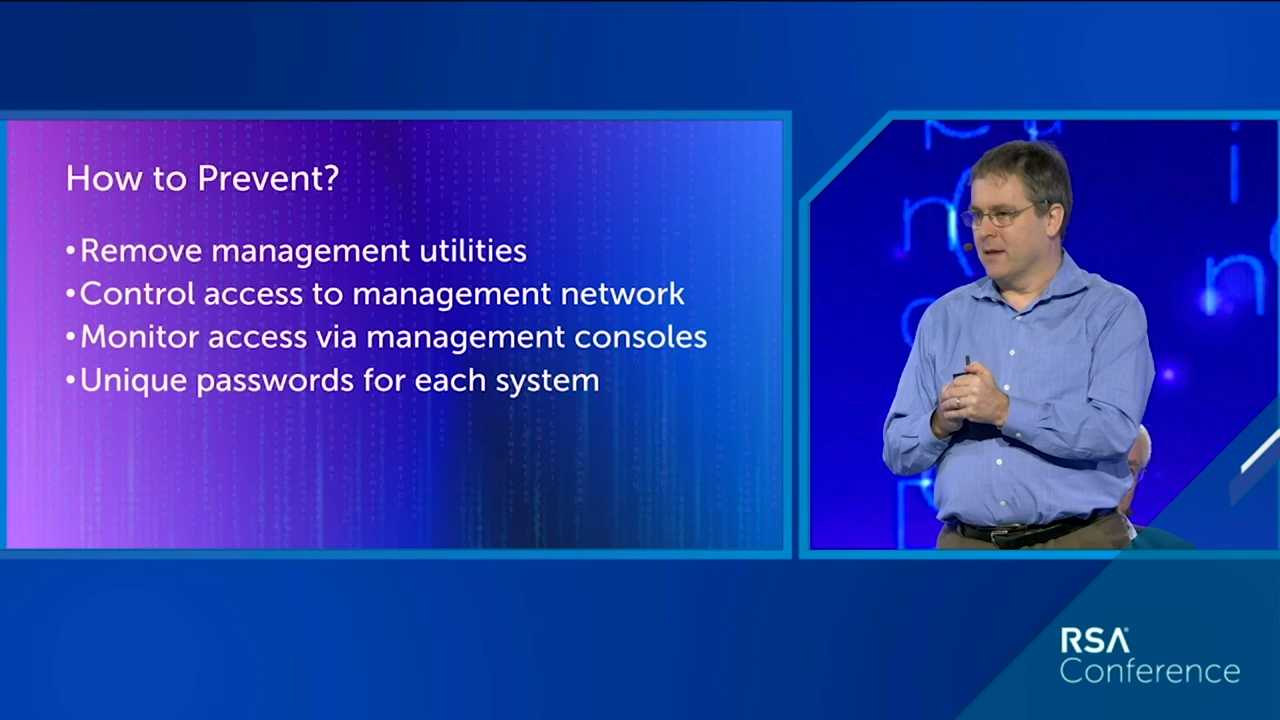 How to Prevent?
•Remove management utilities
•Control access to management network
•Monitor access via management consoles
•Unique passwords for each system
RSA
Conference